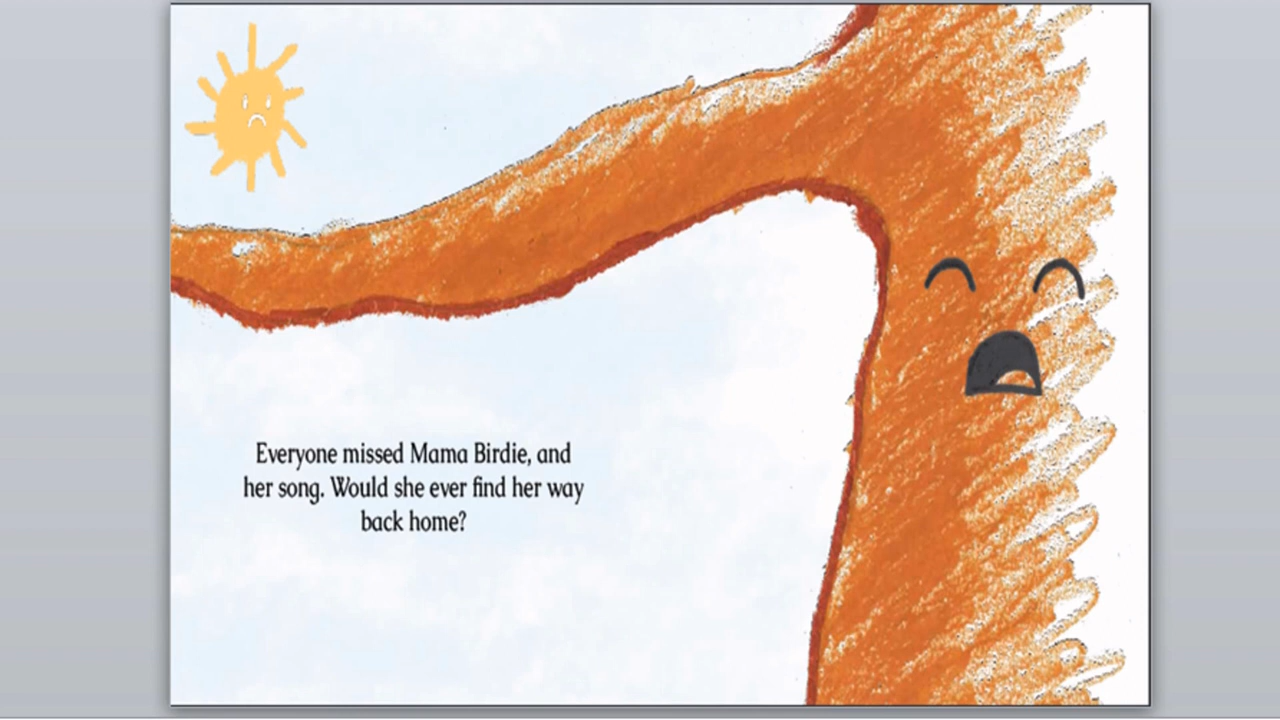 Everyone missed Mama Birdie, and
her song. Would she ever find her way
back home?